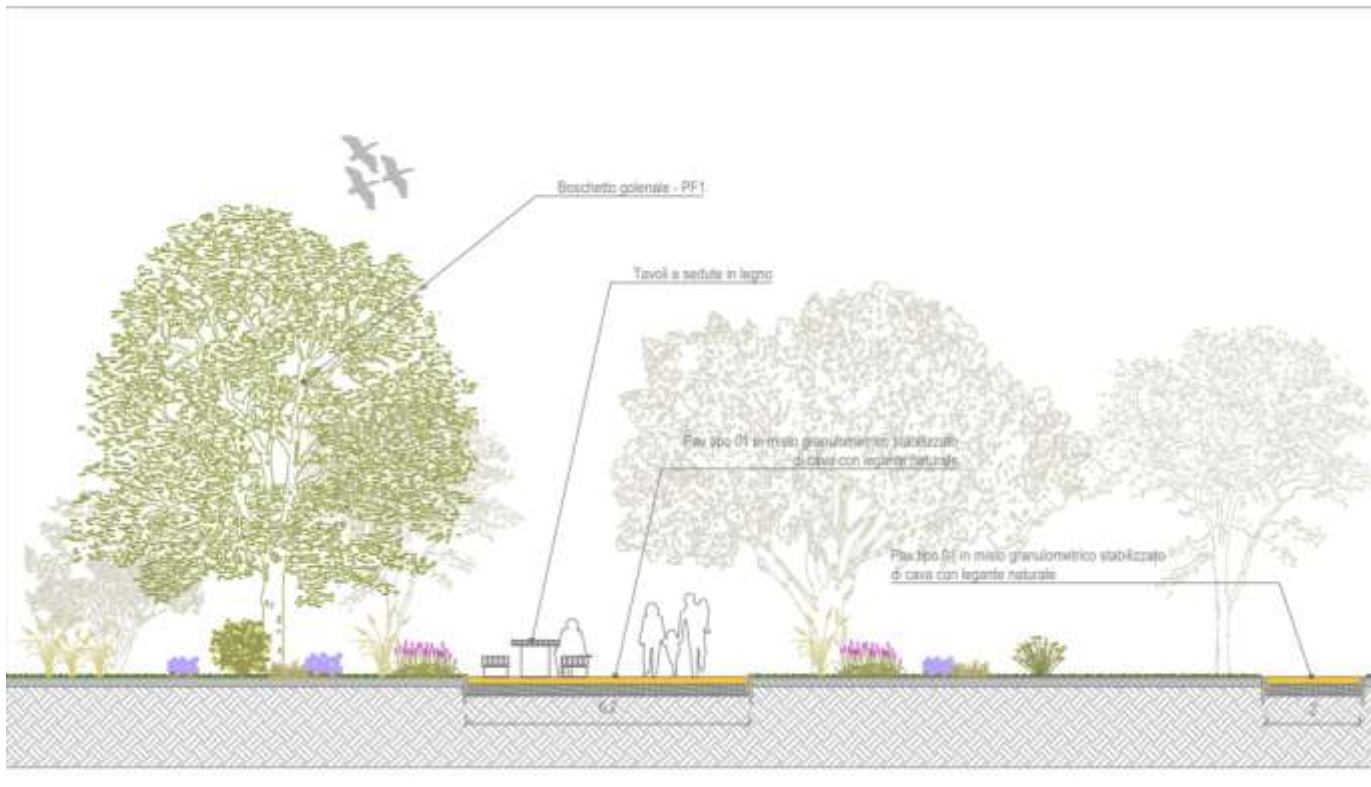 Boschetto golenale - PF1
Tavoli e sedute in legno
Pav tipo 01 in misto granulometrico stabilizzato
di cava con legante naturale
Pav tipo 01 in misto granulometrico stabilizzato
di cava con legante naturale
2